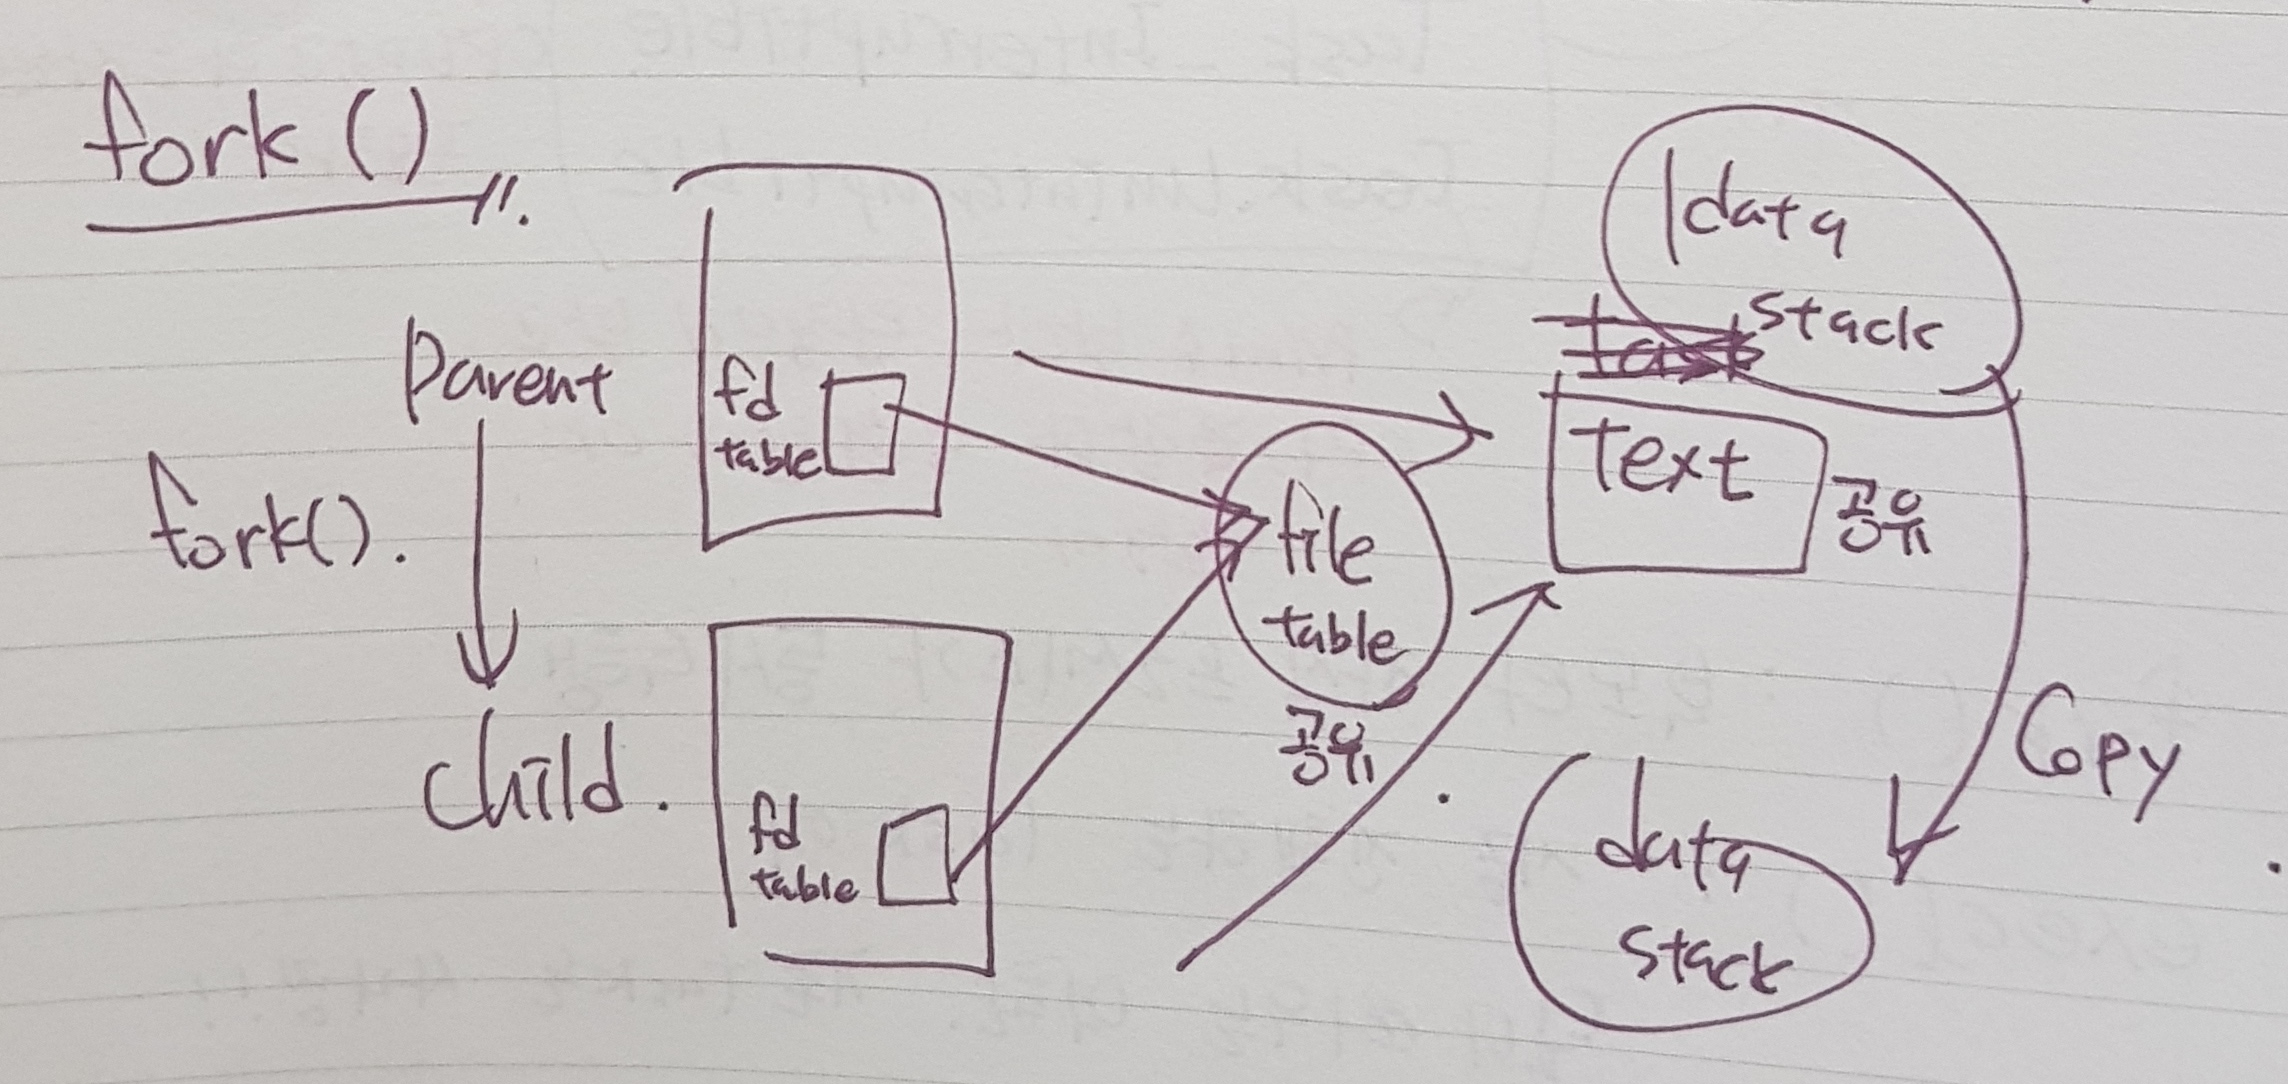 fork()
Parent
fd
table
fork().
child.
fd
table
file
table
공유
data
stack
Text
공유
Copy
data
stack